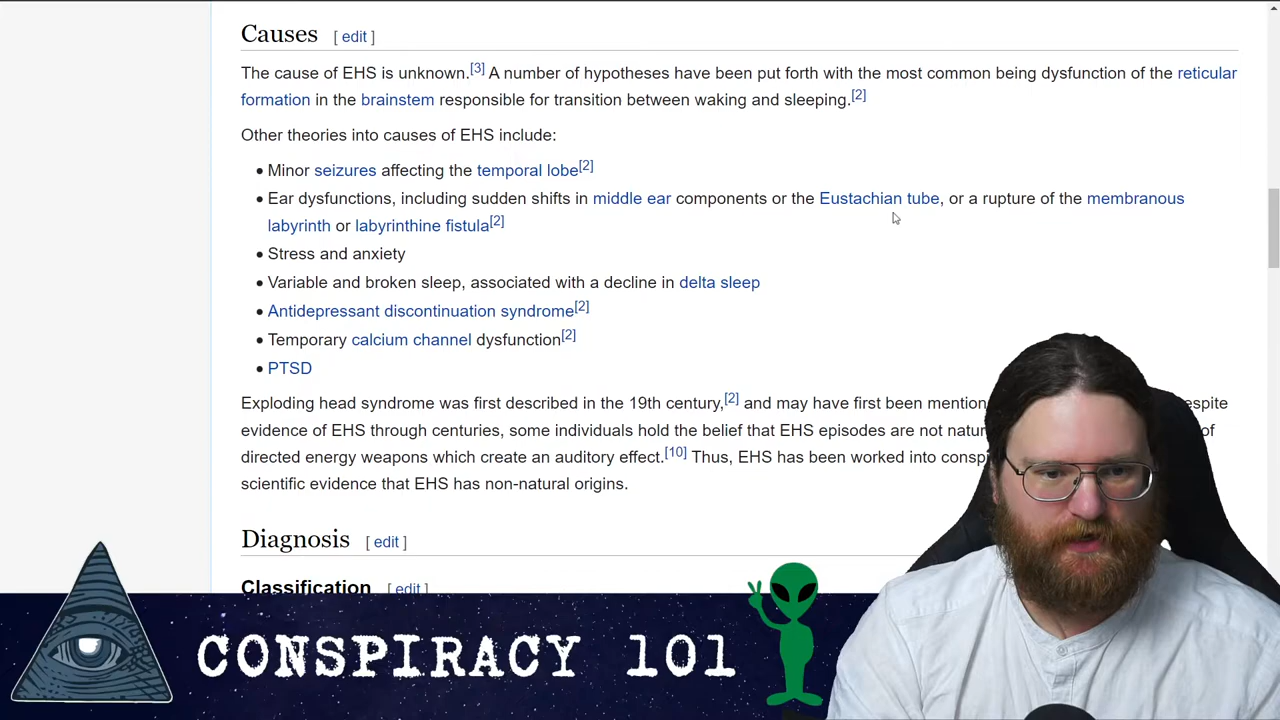 Causes [ edit ]
The cause of EHS is unknown.[3] A number of hypotheses have been put forth with the most common being dysfunction of the reticular
formation in the brainstem responsible for transition between waking and sleeping.[2]
Other theories into causes of EHS include:
• Minor seizures affecting the temporal lobe[2]
• Ear dysfunctions, including sudden shifts in middle ear components or the Eustachian tube, or a rupture of the membranous
labyrinth or labyrinthine fistula[2]
• Stress and anxiety
• Variable and broken sleep, associated with a decline in delta sleep
• Antidepressant discontinuation syndrome[2]
• Temporary calcium channel dysfunction[2]
• PTSD
Exploding head syndrome was first described in the 19th century,[2] and may have first been
evidence of EHS through centuries, some individuals hold the belief that EHS episodes are not of
directed energy weapons which create an auditory effect.[10] Thus, EHS has been worked into
scientific evidence that EHS has non-natural origins.
Diagnosis [ edit ]
Classification [ edit ]
CONSPIRACY 101